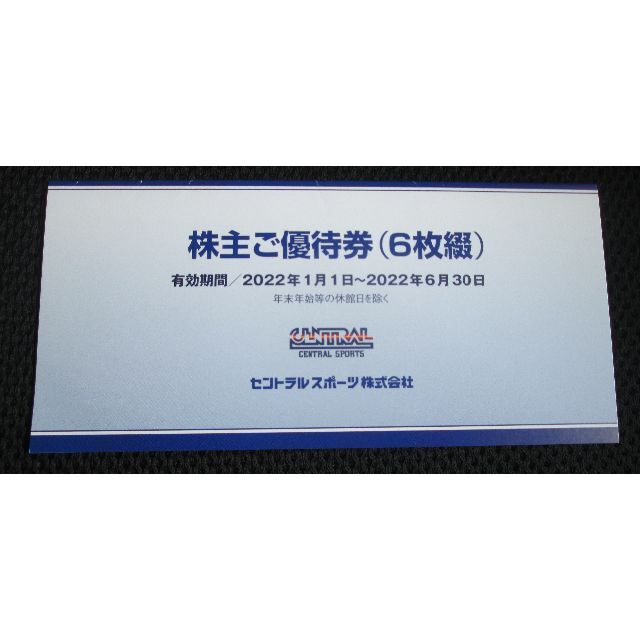 株主ご優待券(6枚綴)
有効期間/2022年1月1日~2022年6月30日
年末年始等の休館日を除く
CENTRAL
CENTRAL SPORTS
セントラルスポーツ株式会社